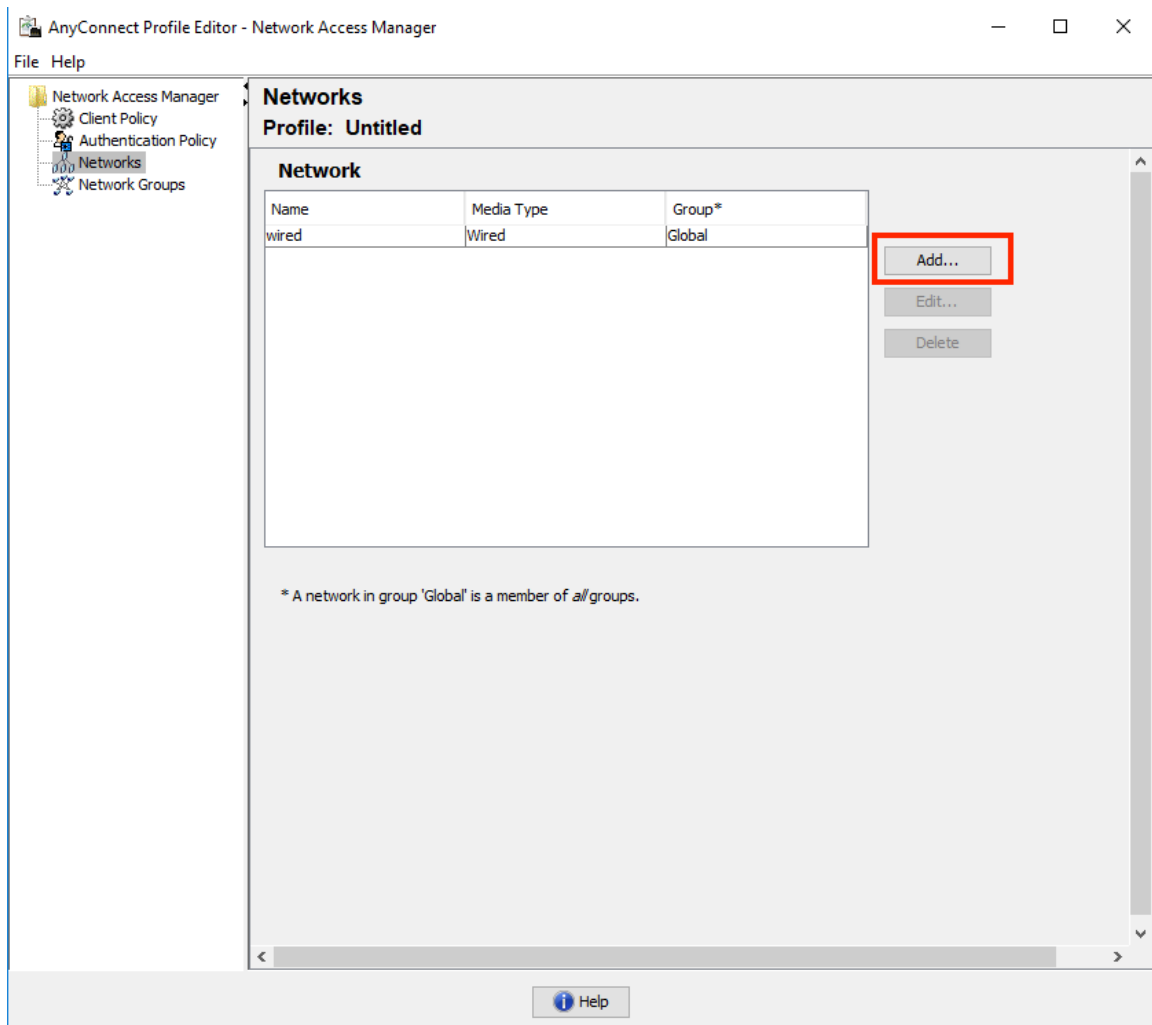 AnyConnect Profile Editor - Network Access Manager
File Help
Network Access Manager
Client Policy
Authentication Policy
Networks
Network Groups
Networks
Profile: Untitled
Network
Name Media Type Group*
wired Wired Global
Add...
Edit...
Delete
* A network in group 'Global' is a member of all groups.
Help